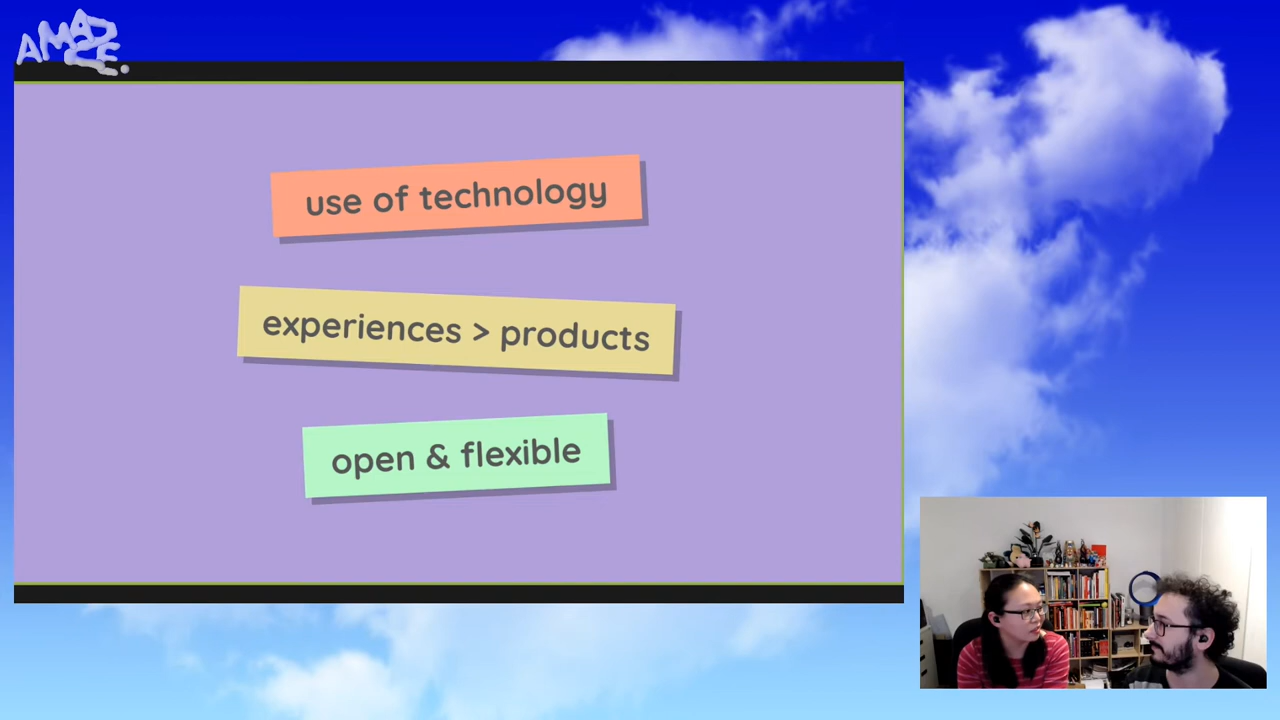 AMAZE.
use of technology
experiences > products
open & flexible